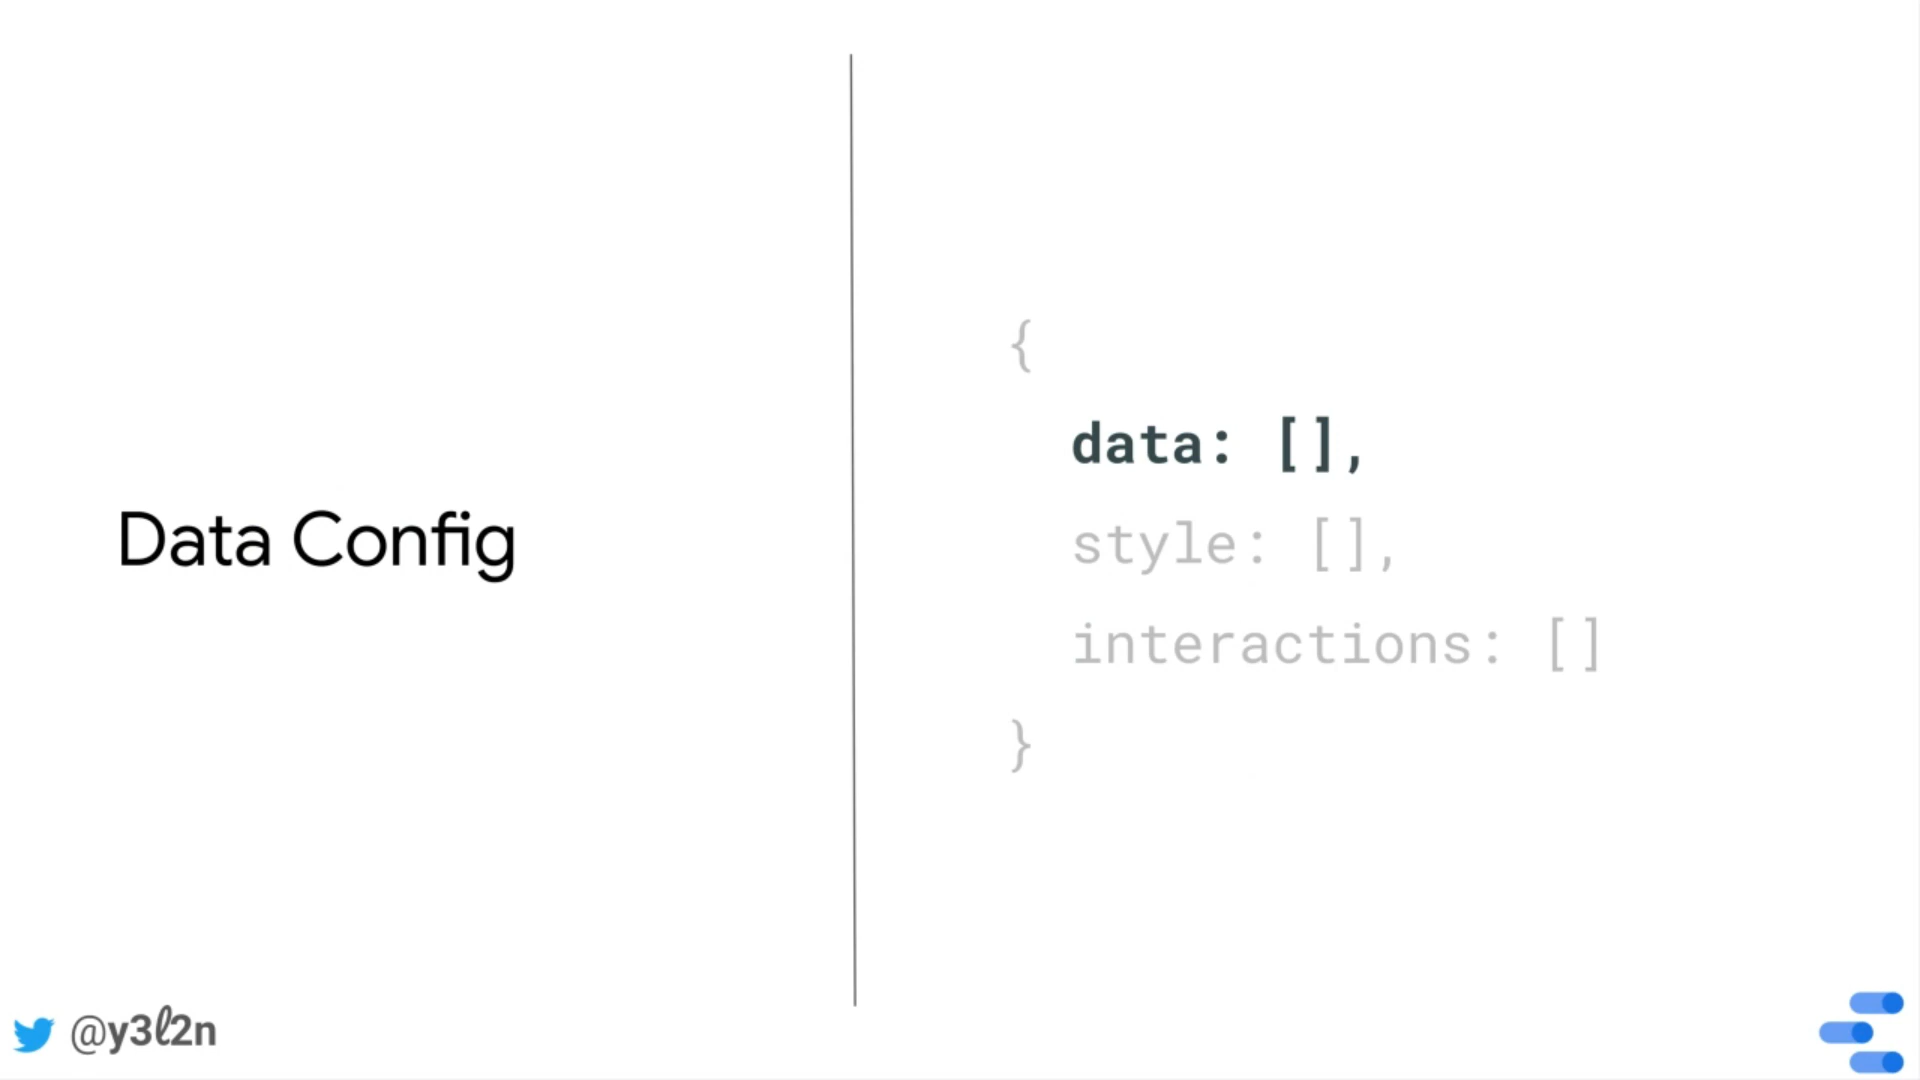 Data Config
{
data: [],
style: [],
interactions: []
}
@y3ℓ2n